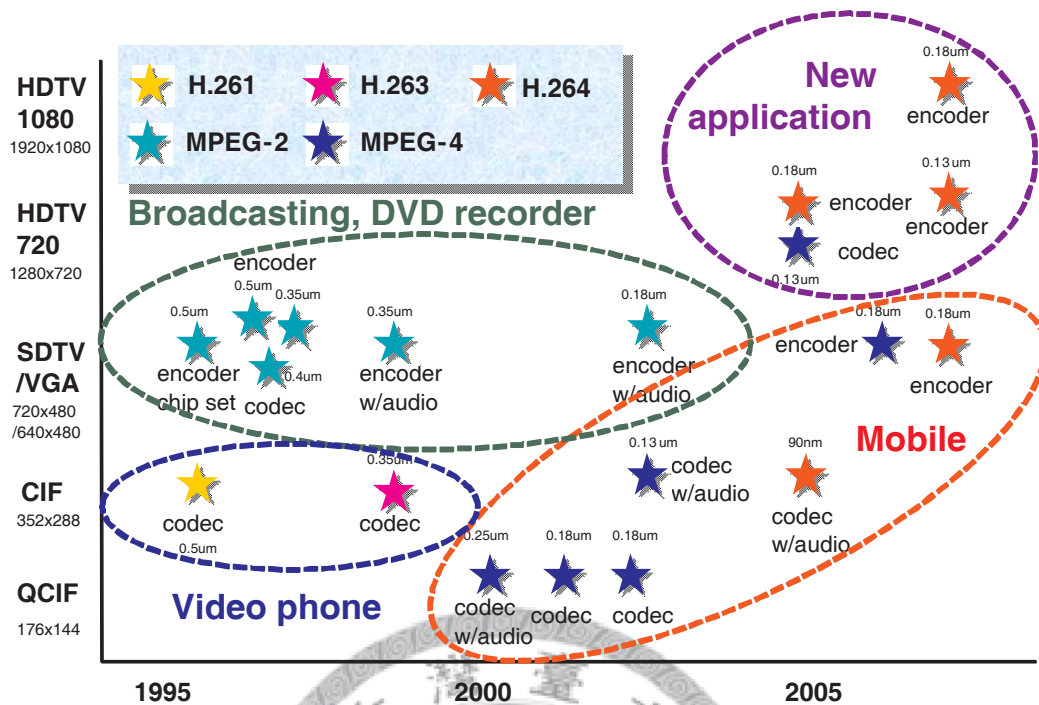 HDTV
1080
1920x1080
HDTV
720
1280x720
SDTV
/VGA
720x480
/640x480
CIF
352x288
QCIF
176x144
H.261
H.263
H.264
MPEG-2
MPEG-4
New
application
0.18um
encoder
0.18um
encoder
0.13um
encoder
codec
0.13um
Broadcasting, DVD recorder
encoder
0.5um
0.5um
0.35um
encoder
chip set
codec
0.4um
0.35um
encoder
w/audio
0.18um
encoder
w/audio
0.18um
encoder
0.18um
encoder
Mobile
0.13um
codec
w/audio
90nm
codec
w/audio
0.25um
codec
w/audio
0.18um
codec
0.18um
codec
codec
0.5um
0.35um
codec
Video phone
1995
2000
2005